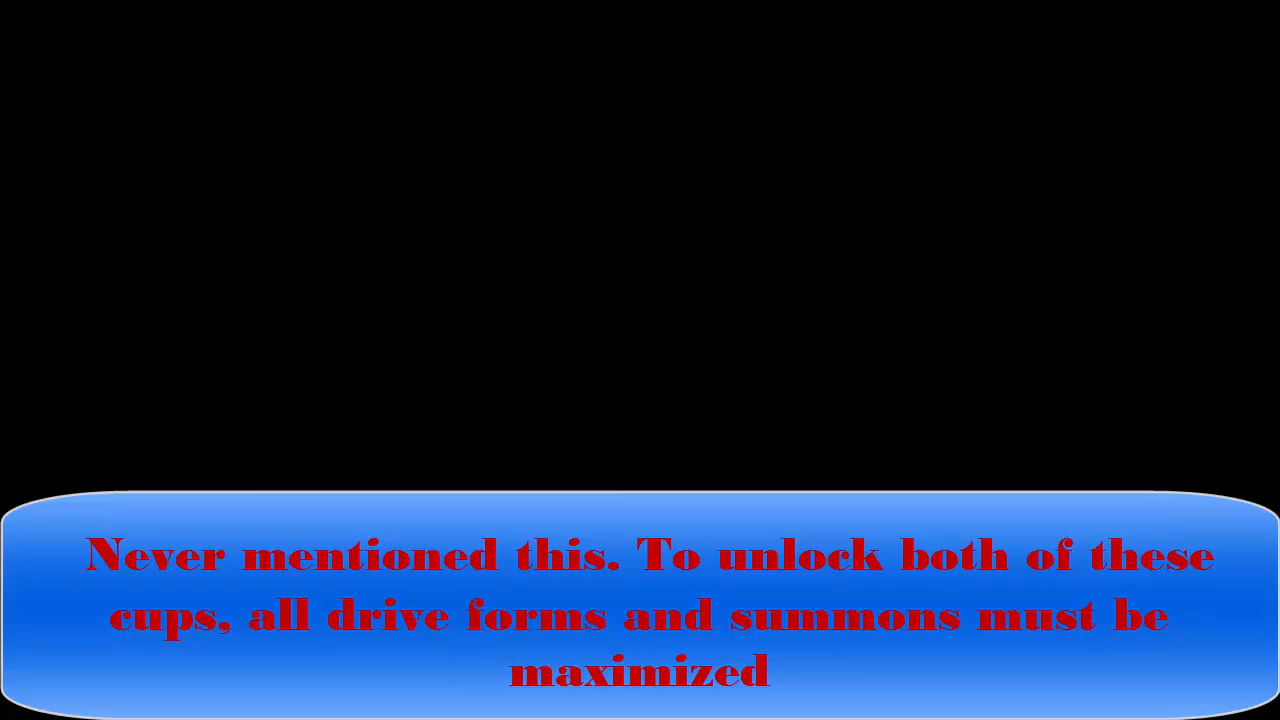 Never mentioned this. To unlock both of these
cups, all drive forms and summons must be
maximized